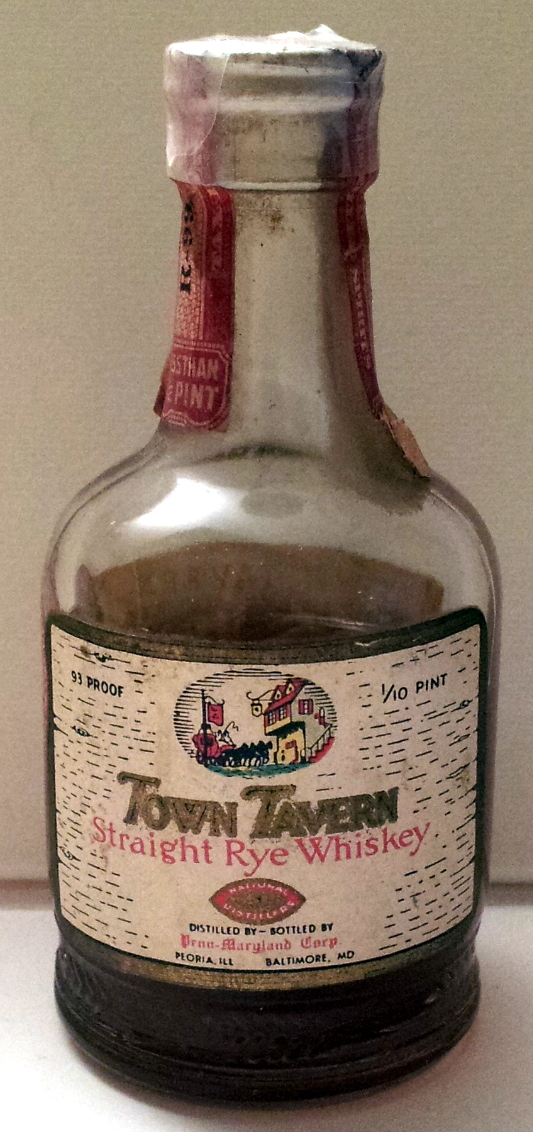 PINT
93 PROOF
1/10 PINT
TOWN TAVERN
Straight Rye Whiskey
NATIONAL
DISTILLERS
DISTILLED BY - BOTTLED BY
Penn-Maryland Corp.
PEORIA, ILL BALTIMORE, MD